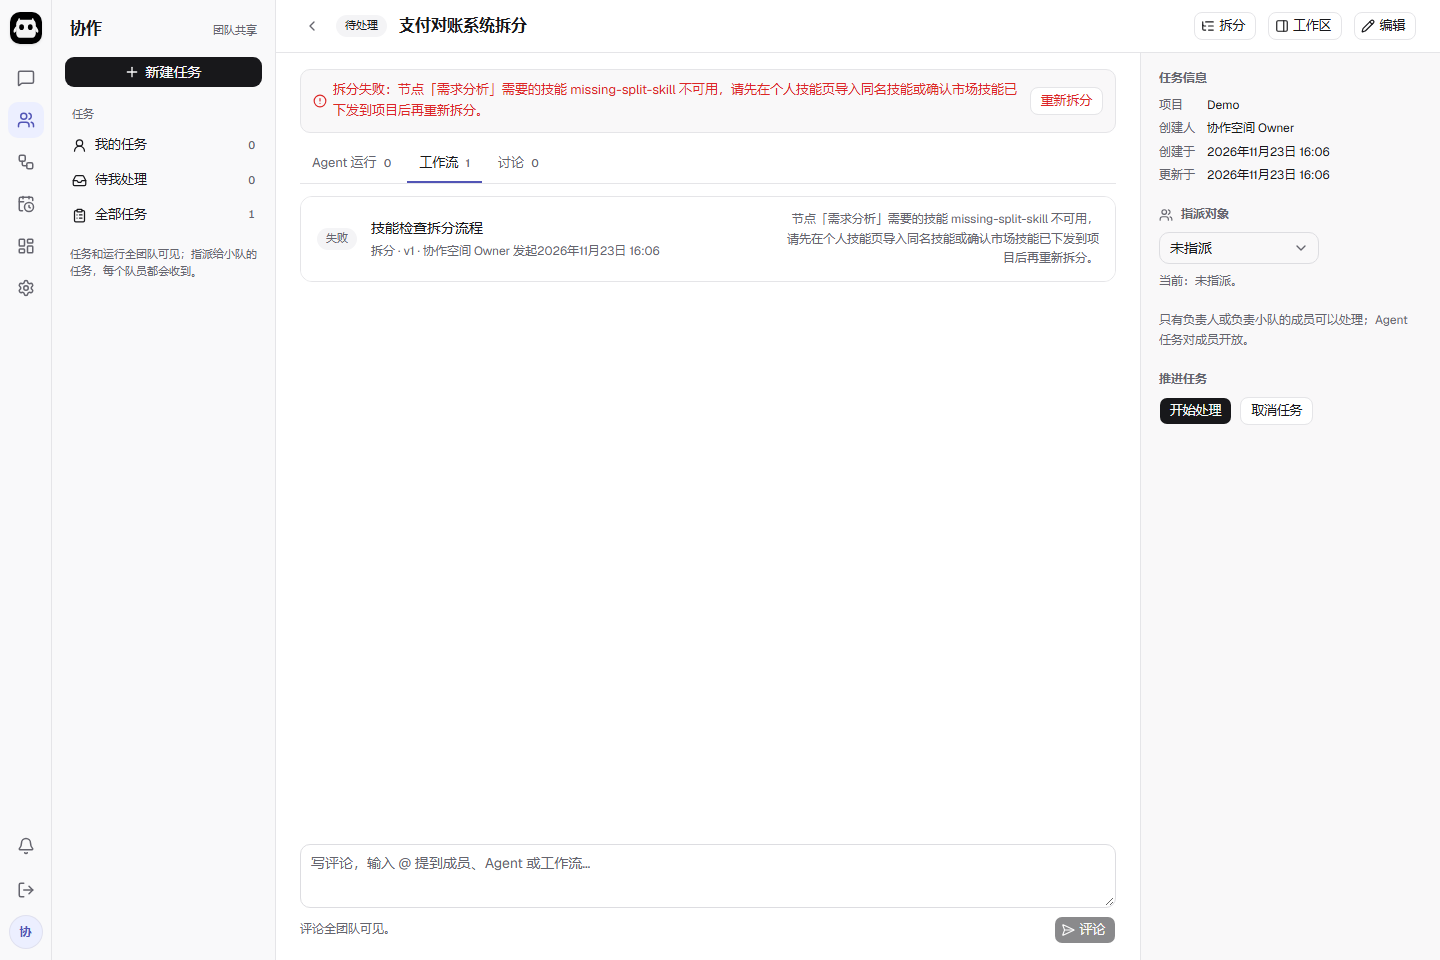 协作
团队共享
新建任务
任务
我的任务 0
待我处理 0
全部任务 1
任务和运行全团队可见；指派给小队的
任务，每个队员都会收到。
协
待处理
支付对账系统拆分
拆分
工作区
编辑
拆分失败：节点「需求分析」需要的技能 missing-split-skill 不可用，请先在个人技能页导入同名技能或确认市场技能已
下发到项目后再重新拆分。
重新拆分
Agent 运行 0
工作流 1
讨论 0
失败
技能检查拆分流程
拆分 · v1 · 协作空间 Owner 发起2026年11月23日 16:06
节点「需求分析」需要的技能 missing-split-skill 不可用，
请先在个人技能页导入同名技能或确认市场技能已下发到项
目后再重新拆分。
写评论，输入 @ 提到成员、Agent 或工作流...
评论全团队可见。
评论
任务信息
项目 Demo
创建人 协作空间 Owner
创建于 2026年11月23日 16:06
更新于 2026年11月23日 16:06
指派对象
未指派
当前：未指派。
只有负责人或负责小队的成员可以处理；Agent
任务对成员开放。
推进任务
开始处理
取消任务